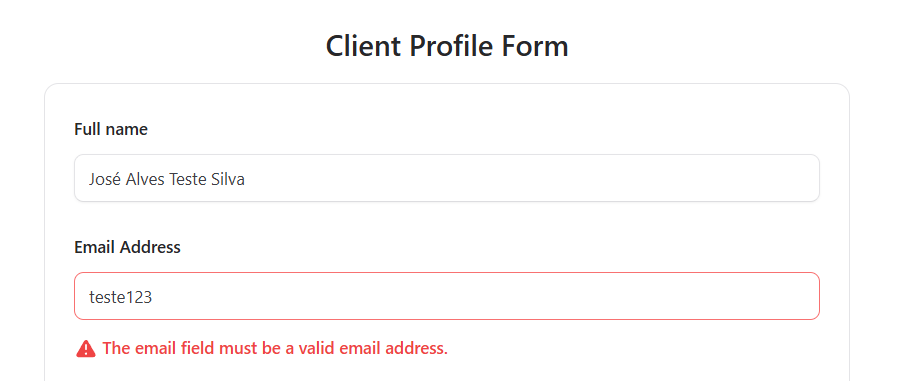 Client Profile Form
Full name
José Alves Teste Silva
Email Address
teste123
The email field must be a valid email address.